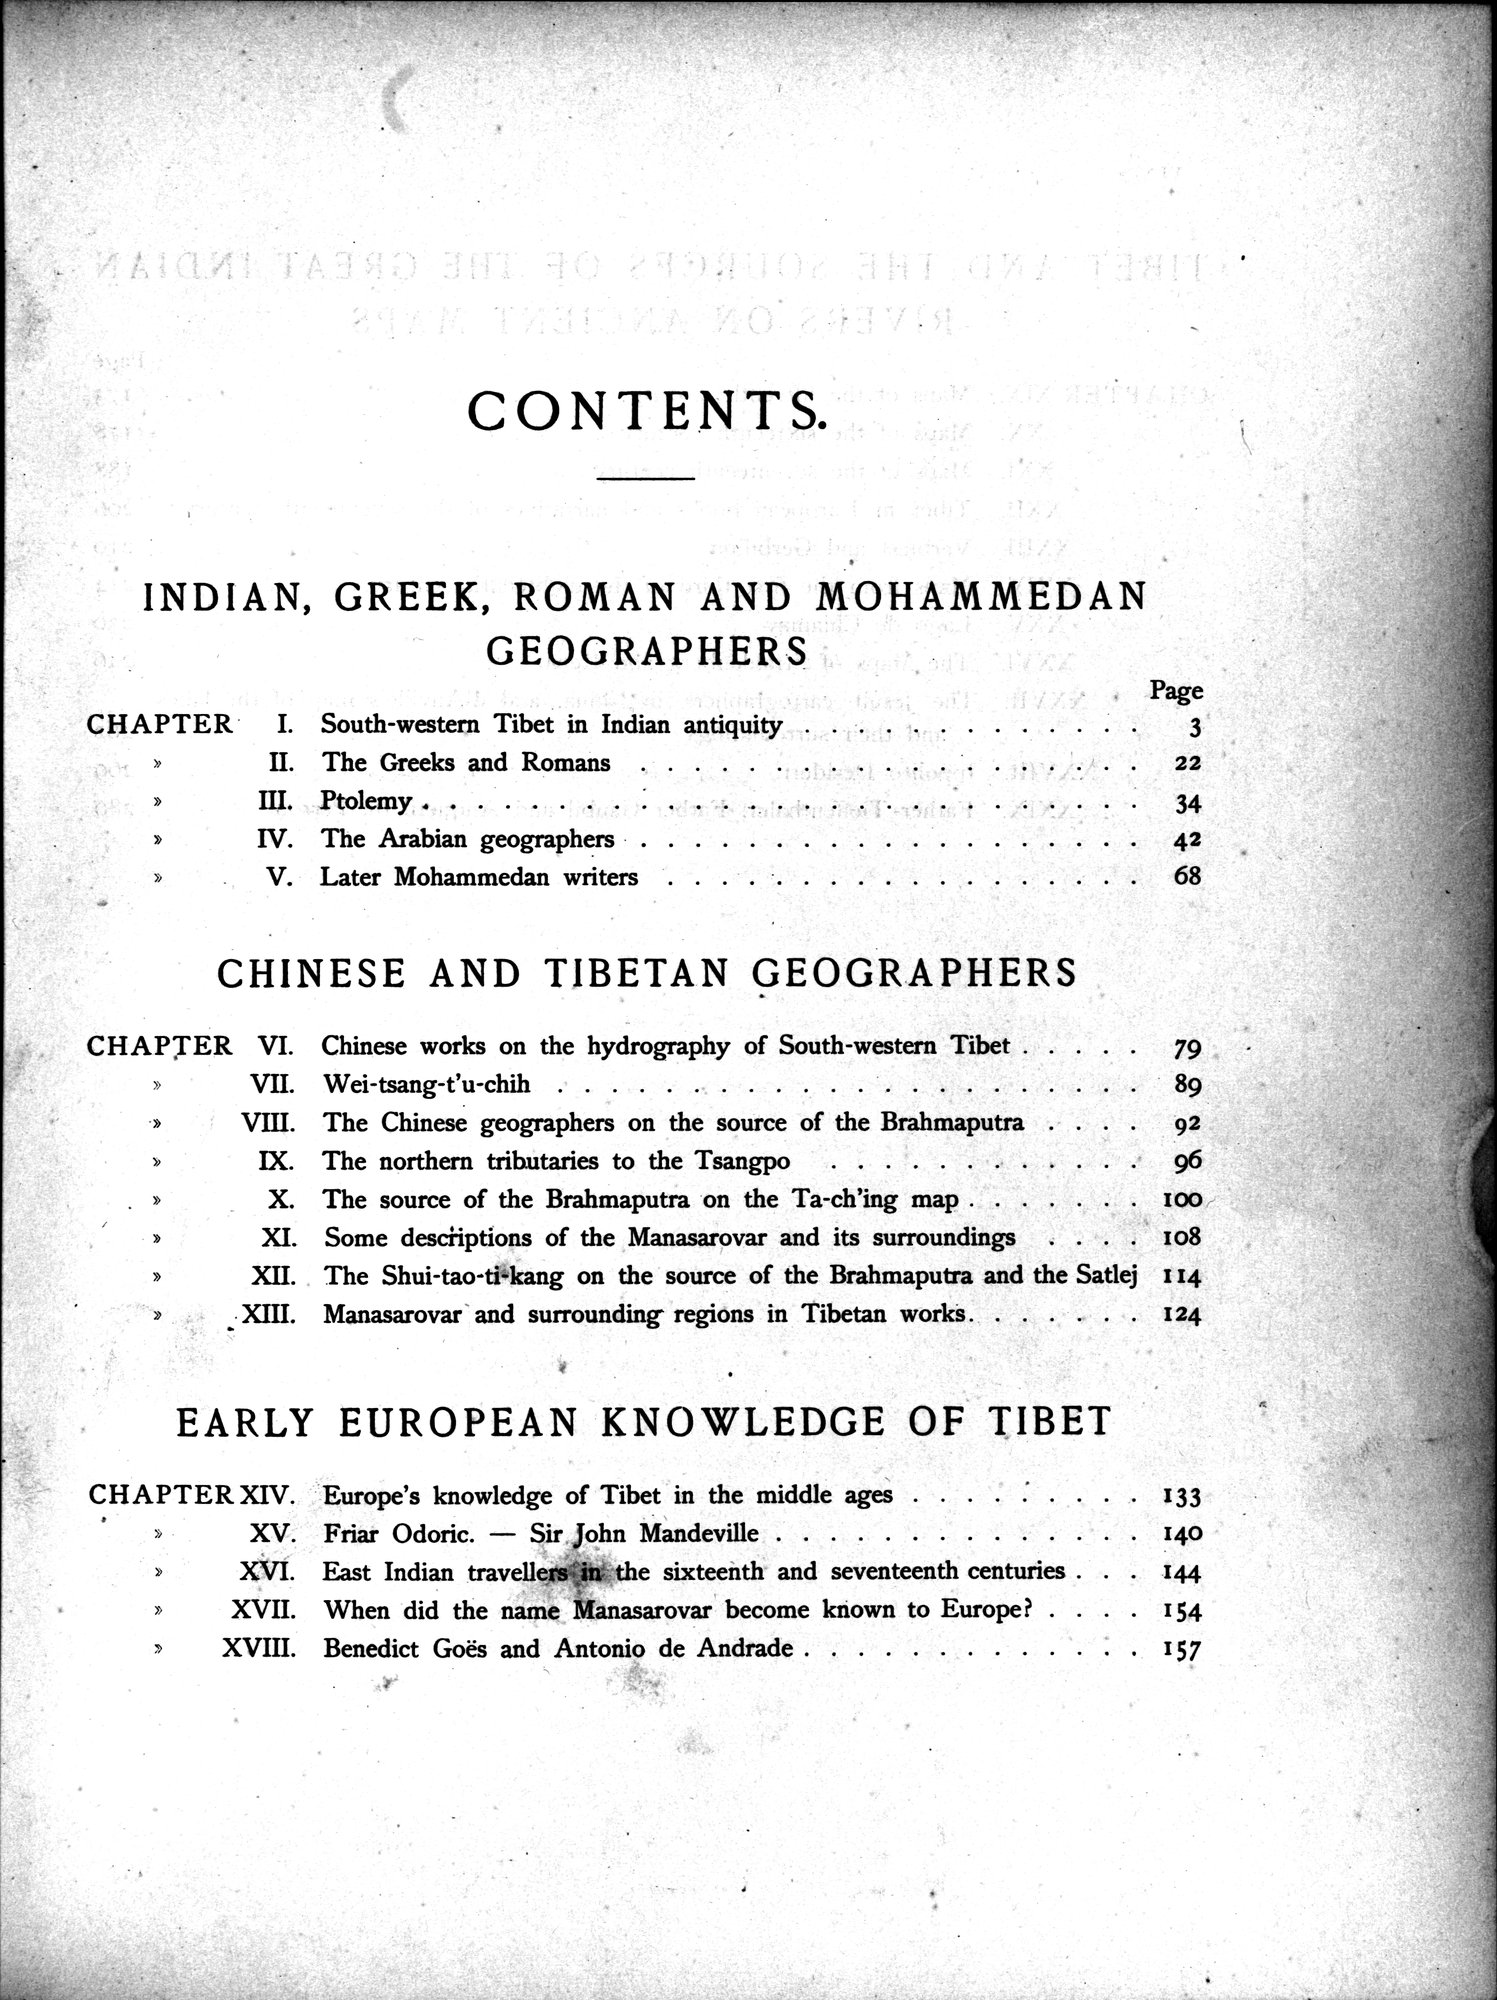 CONTENTS.
INDIAN, GREEK, ROMAN AND MOHAMMEDAN
GEOGRAPHERS
Page
CHAPTER I. South-western Tibet in Indian antiquity . . . . . . . . . . . . . 3
» II. The Greeks and Romans . . . . . . . . . . . . . . . . . . . 22
» III. Ptolemy . . . . . . . . . . . . . . . . . . . . . . . . . . . 34
» IV. The Arabian geographers . . . . . . . . . . . . . . . . . . . 42
» V. Later Mohammedan writers . . . . . . . . . . . . . . . . . . 68
CHINESE AND TIBETAN GEOGRAPHERS
CHAPTER VI. Chinese works on the hydrography of South-western Tibet . . . . . 79
» VII. Wei-tsang-t'u-chih . . . . . . . . . . . . . . . . . . . . . . 89
» VIII. The Chinese geographers on the source of the Brahmaputra . . . . 92
» IX. The northern tributaries to the Tsangpo . . . . . . . . . . . . 96
» X. The source of the Brahmaputra on the Ta-ch'ing map . . . . . . . 100
» XI. Some descriptions of the Manasarovar and its surroundings . . . . 108
» XII. The Shui-tao-ti-kang on the source of the Brahmaputra and the Satlej 114
» XIII. Manasarovar and surrounding regions in Tibetan works. . . . . . . 124
EARLY EUROPEAN KNOWLEDGE OF TIBET
CHAPTER XIV. Europe's knowledge of Tibet in the middle ages . . . . . . . . . 133
» XV. Friar Odoric. — Sir John Mandeville . . . . . . . . . . . . . . 140
» XVI. East Indian travellers in the sixteenth and seventeenth centuries . . . 144
» XVII. When did the name Manasarovar become known to Europe? . . . . 154
» XVIII. Benedict Goës and Antonio de Andrade . . . . . . . . . . . . . 157